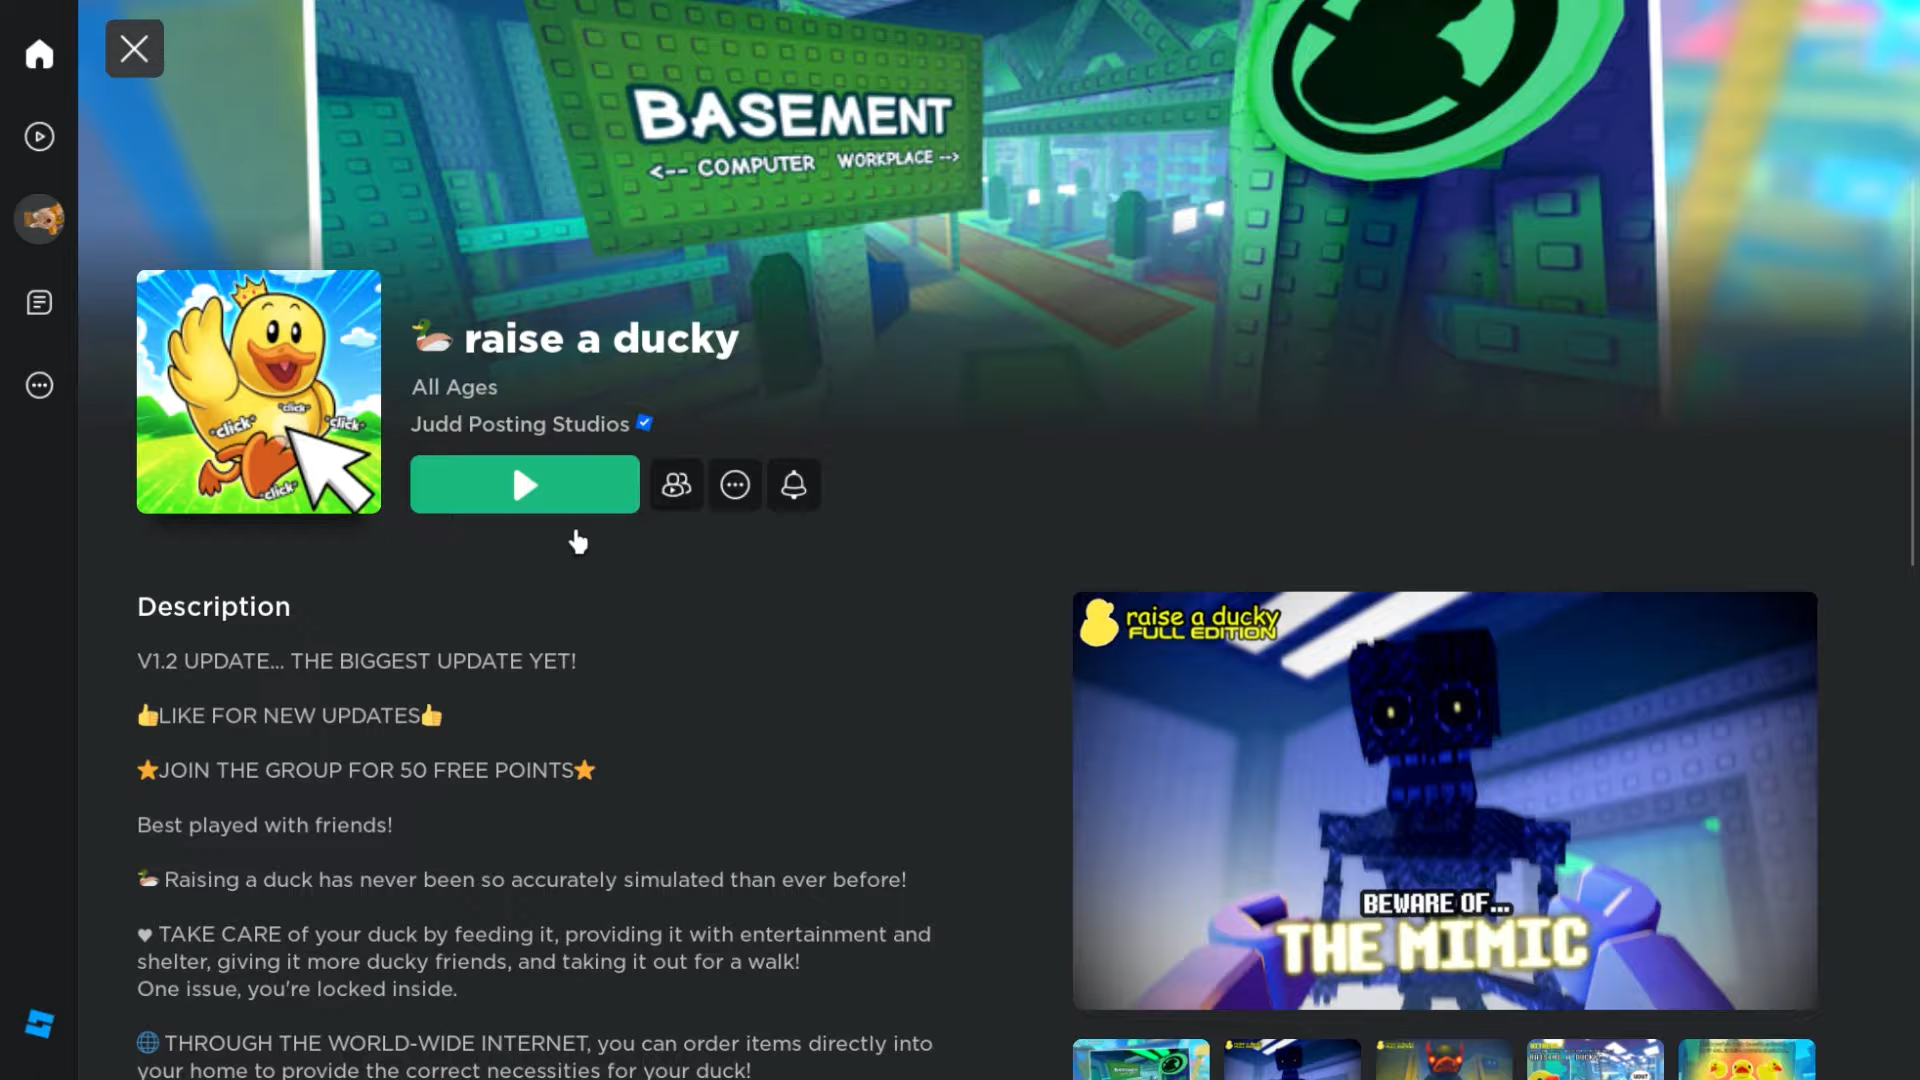 BASEMENT
<-- COMPUTER WORKPLACE -->
*click*
*click*
*click*
*click*
🦆 raise a ducky
All Ages
Judd Posting Studios
Description
V1.2 UPDATE... THE BIGGEST UPDATE YET!
👍LIKE FOR NEW UPDATES👍
⭐JOIN THE GROUP FOR 50 FREE POINTS⭐
Best played with friends!
🦆 Raising a duck has never been so accurately simulated than ever before!
♥ TAKE CARE of your duck by feeding it, providing it with entertainment and
shelter, giving it more ducky friends, and taking it out for a walk!
One issue, you're locked inside.
🌐 THROUGH THE WORLD-WIDE INTERNET, you can order items directly into
your home to provide the correct necessities for your duck!
raise a ducky
FULL EDITION
BEWARE OF...
THE MIMIC